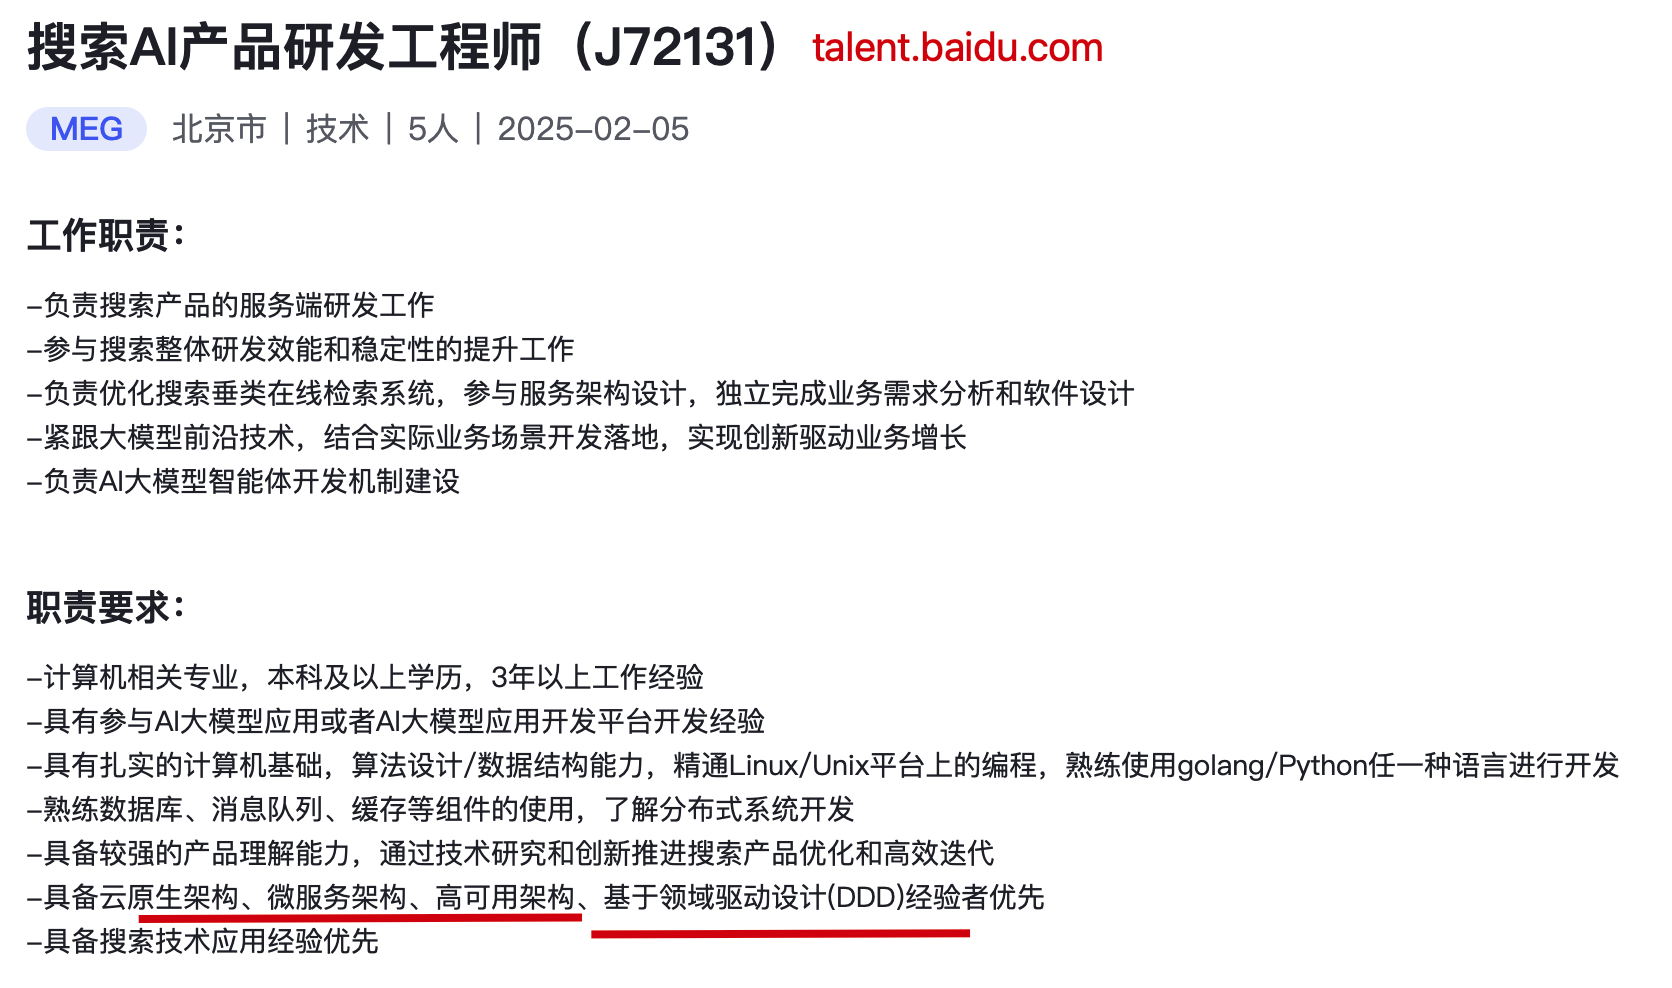 搜索AI产品研发工程师（J72131） talent.baidu.com
MEG 北京市 | 技术 | 5人 | 2025-02-05
工作职责：
-负责搜索产品的服务端研发工作
-参与搜索整体研发效能和稳定性的提升工作
-负责优化搜索垂类在线检索系统，参与服务架构设计，独立完成业务需求分析和软件设计
-紧跟大模型前沿技术，结合实际业务场景开发落地，实现创新驱动业务增长
-负责AI大模型智能体开发机制建设
职责要求：
-计算机相关专业，本科及以上学历，3年以上工作经验
-具有参与AI大模型应用或者AI大模型应用开发平台开发经验
-具有扎实的计算机基础，算法设计/数据结构能力，精通Linux/Unix平台上的编程，熟练使用golang/Python任一种语言进行开发
-熟练数据库、消息队列、缓存等组件的使用，了解分布式系统开发
-具备较强的产品理解能力，通过技术研究和创新推进搜索产品优化和高效迭代
-具备云原生架构、微服务架构、高可用架构、基于领域驱动设计(DDD)经验者优先
-具备搜索技术应用经验优先